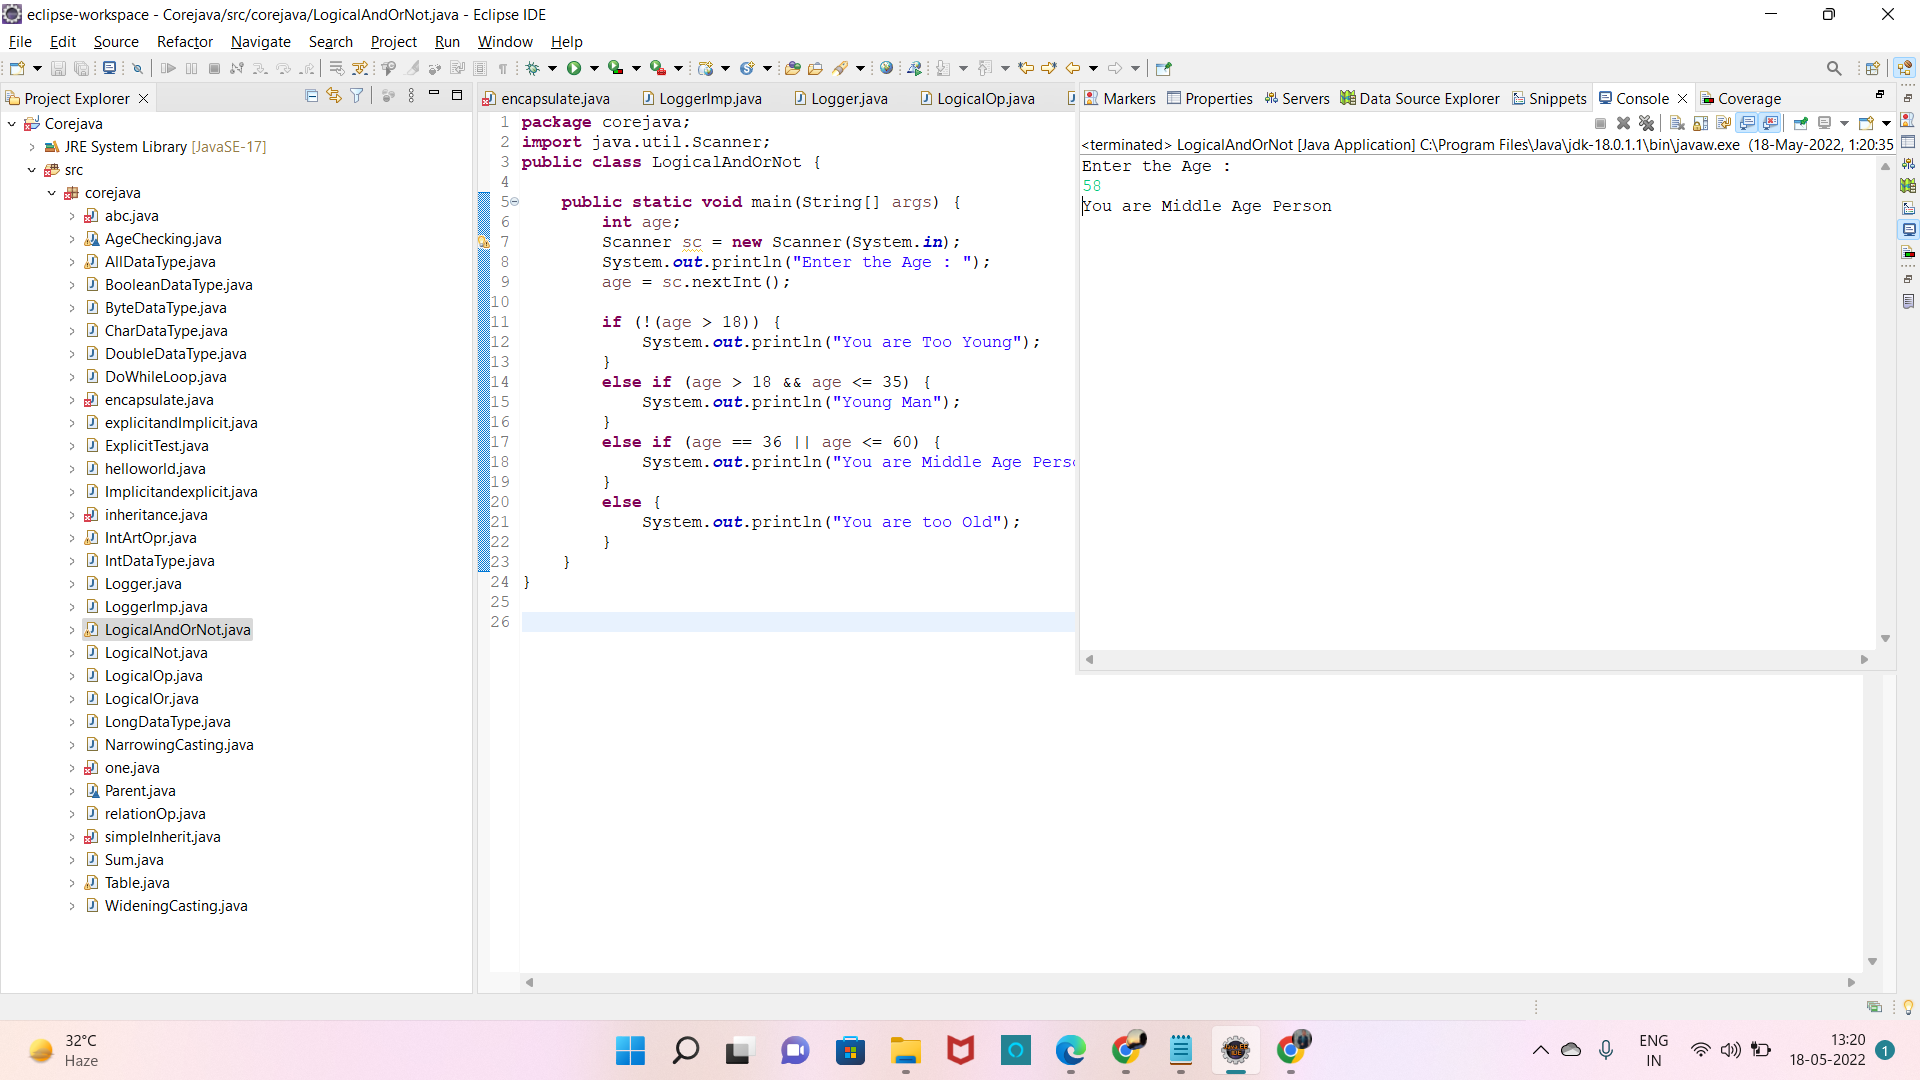 eclipse-workspace - Corejava/src/corejava/LogicalAndOrNot.java - Eclipse IDE
File Edit Source Refactor Navigate Search Project Run Window Help
Project Explorer
Corejava
JRE System Library [JavaSE-17]
src
corejava
abc.java
AgeChecking.java
AllDataType.java
BooleanDataType.java
ByteDataType.java
CharDataType.java
DoubleDataType.java
DoWhileLoop.java
encapsulate.java
explicitandImplicit.java
ExplicitTest.java
helloworld.java
Implicitandexplicit.java
inheritance.java
IntArtOpr.java
IntDataType.java
Logger.java
LoggerImp.java
LogicalAndOrNot.java
LogicalNot.java
LogicalOp.java
LogicalOr.java
LongDataType.java
NarrowingCasting.java
one.java
Parent.java
relationOp.java
simpleInherit.java
Sum.java
Table.java
WideningCasting.java
encapsulate.java LoggerImp.java Logger.java LogicalOp.java
1 package corejava;
2 import java.util.Scanner;
3 public class LogicalAndOrNot {
4
5 public static void main(String[] args) {
6 int age;
7 Scanner sc = new Scanner(System.in);
8 System.out.println("Enter the Age : ");
9 age = sc.nextInt();
10
11 if (!(age > 18)) {
12 System.out.println("You are Too Young");
13 }
14 else if (age > 18 && age <= 35) {
15 System.out.println("Young Man");
16 }
17 else if (age == 36 || age <= 60) {
18 System.out.println("You are Middle Age Perso
19 }
20 else {
21 System.out.println("You are too Old");
22 }
23 }
24 }
25
26
Markers Properties Servers Data Source Explorer Snippets Console Coverage
<terminated> LogicalAndOrNot [Java Application] C:\Program Files\Java\jdk-18.0.1.1\bin\javaw.exe (18-May-2022, 1:20:35
Enter the Age :
58
You are Middle Age Person
32°C
Haze
ENG
IN
13:20
18-05-2022
1